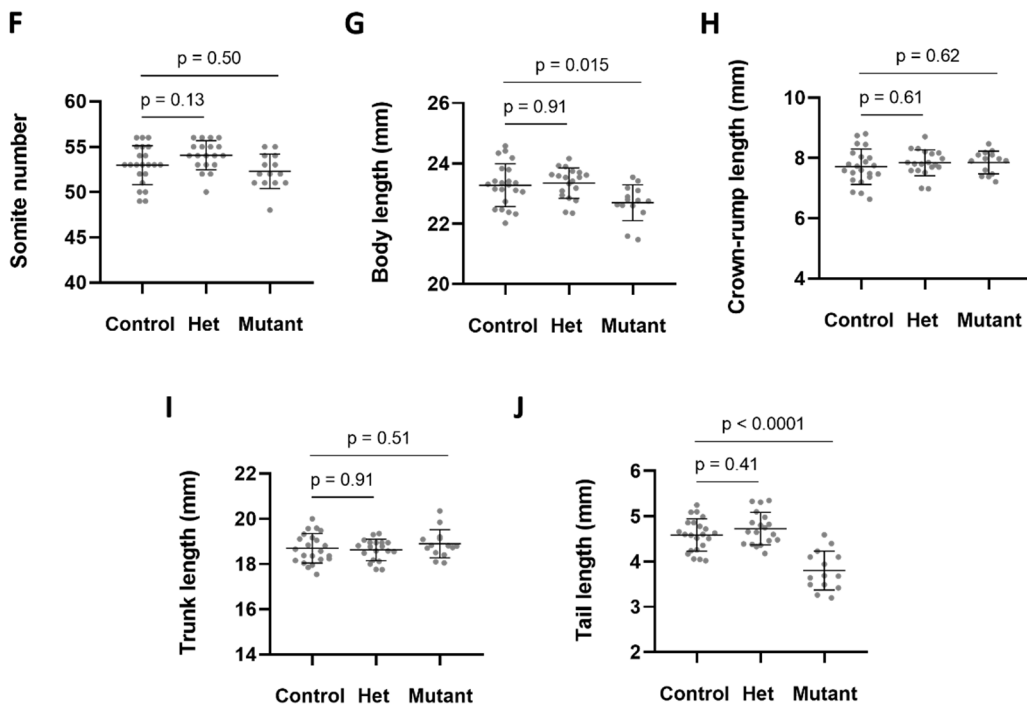 F
G
H
p = 0.50
p = 0.13
Somite number
60
55
50
45
40
Control Het Mutant
p = 0.015
p = 0.91
Body length (mm)
26
24
22
20
Control Het Mutant
p = 0.62
p = 0.61
Crown-rump length (mm)
10
8
6
4
Control Het Mutant
I
J
p = 0.51
p = 0.91
Trunk length (mm)
22
20
18
16
14
Control Het Mutant
p < 0.0001
p = 0.41
Tail length (mm)
6
5
4
3
2
Control Het Mutant